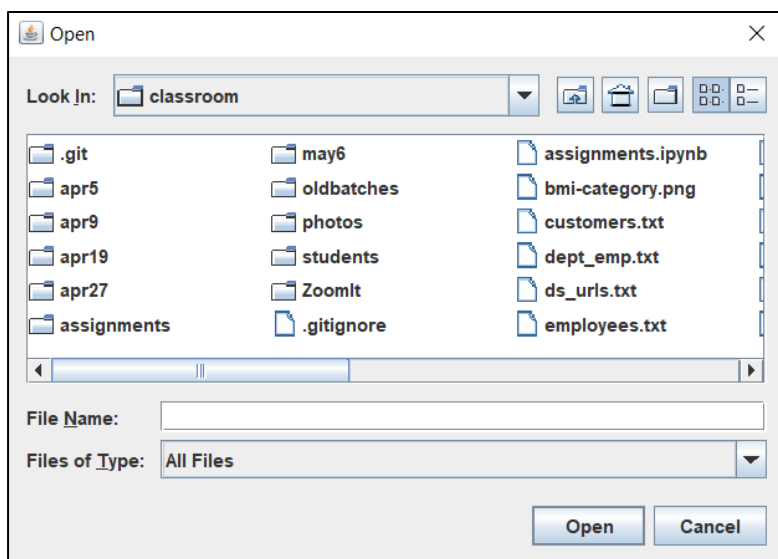 Open
Look In: classroom
.git may6 assignments.ipynb
apr5 oldbatches bmi-category.png
apr9 photos customers.txt
apr19 students dept_emp.txt
apr27 ZoomIt ds_urls.txt
assignments .gitignore employees.txt
File Name:
Files of Type: All Files
Open Cancel